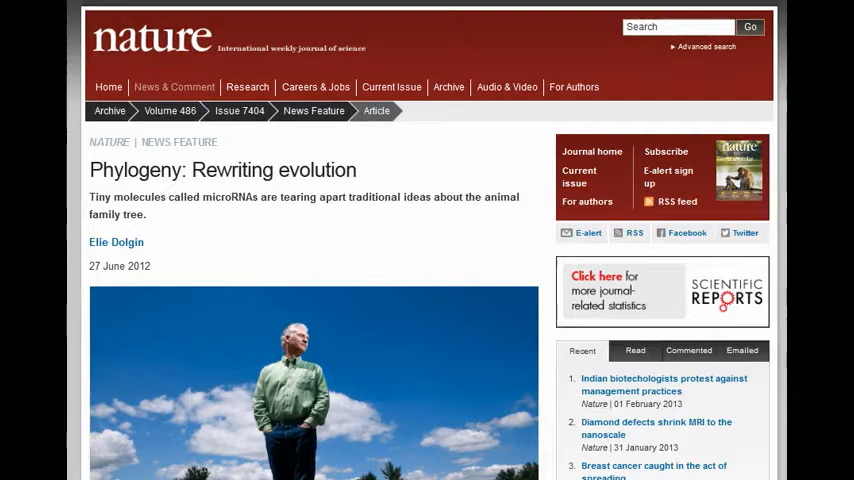 nature International weekly journal of science
Search Go
Advanced search
Home News & Comment Research Careers & Jobs Current Issue Archive Audio & Video For Authors
Archive Volume 486 Issue 7404 News Feature Article
NATURE | NEWS FEATURE
Phylogeny: Rewriting evolution
Tiny molecules called microRNAs are tearing apart traditional ideas about the animal
family tree.
Elie Dolgin
27 June 2012
Journal home
Current
issue
For authors
Subscribe
E-alert sign
up
RSS feed
nature
E-alert RSS Facebook Twitter
Click here for
more journal-
related statistics
SCIENTIFIC
REPORTS
Recent Read Commented Emailed
1. Indian biotechologists protest against
management practices
Nature | 01 February 2013
2. Diamond defects shrink MRI to the
nanoscale
Nature | 31 January 2013
3. Breast cancer caught in the act of
spreading